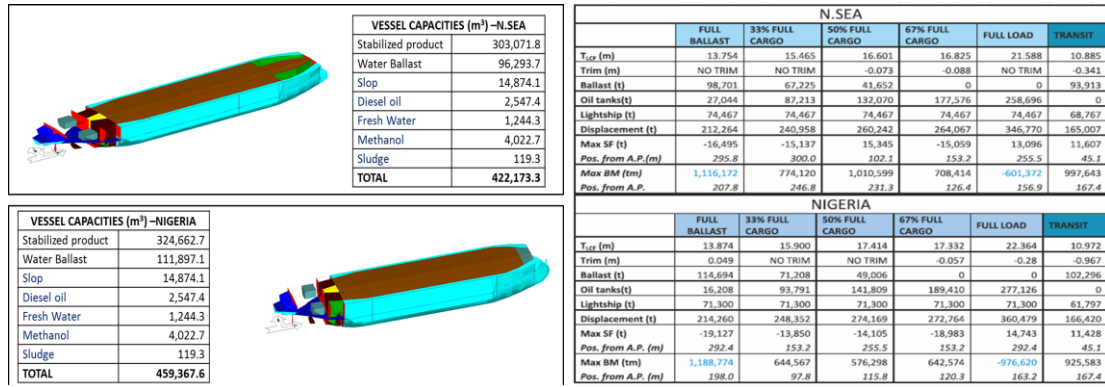 VESSEL CAPACITIES (m³) –N.SEA
Stabilized product 303,071.8
Water Ballast 96,293.7
Slop 14,874.1
Diesel oil 2,547.4
Fresh Water 1,244.3
Methanol 4,022.7
Sludge 119.3
TOTAL 422,173.3
VESSEL CAPACITIES (m³) –NIGERIA
Stabilized product 324,662.7
Water Ballast 111,897.1
Slop 14,874.1
Diesel oil 2,547.4
Fresh Water 1,244.3
Methanol 4,022.7
Sludge 119.3
TOTAL 459,367.6
N.SEA
FULL BALLAST 33% FULL CARGO 50% FULL CARGO 67% FULL CARGO FULL LOAD TRANSIT
T_LCF (m) 13.754 15.465 16.601 16.825 21.588 10.885
Trim (m) NO TRIM NO TRIM -0.073 -0.088 NO TRIM -0.341
Ballast (t) 98,701 67,225 41,652 0 0 93,913
Oil tanks(t) 27,044 87,213 132,070 177,576 258,696 0
Lightship (t) 74,467 74,467 74,467 74,467 74,467 68,767
Displacement (t) 212,264 240,958 260,242 264,067 346,770 165,007
Max SF (t) -16,495 -15,137 15,345 -15,059 13,096 11,607
Pos. from A.P.(m) 295.8 300.0 102.1 153.2 255.5 45.1
Max BM (tm) 1,116,172 774,120 1,010,599 708,414 -601,372 997,643
Pos. from A.P. 207.8 246.8 231.3 126.4 156.9 167.4
NIGERIA
FULL BALLAST 33% FULL CARGO 50% FULL CARGO 67% FULL CARGO FULL LOAD TRANSIT
T_LCF (m) 13.874 15.900 17.414 17.332 22.364 10.972
Trim (m) 0.049 NO TRIM NO TRIM -0.057 -0.28 -0.967
Ballast (t) 114,694 71,208 49,006 0 0 102,296
Oil tanks(t) 16,208 93,791 141,809 189,410 277,126 0
Lightship (t) 71,300 71,300 71,300 71,300 71,300 61,797
Displacement (t) 214,260 248,352 274,169 272,764 360,479 166,420
Max SF (t) -19,127 -13,850 -14,105 -18,983 14,743 11,428
Pos. from A.P. (m) 292.4 153.2 255.5 153.2 292.4 45.1
Max BM (tm) 1,188,774 644,567 576,298 642,574 -976,620 925,583
Pos. from A.P. (m) 198.0 97.8 115.8 120.3 163.2 167.4